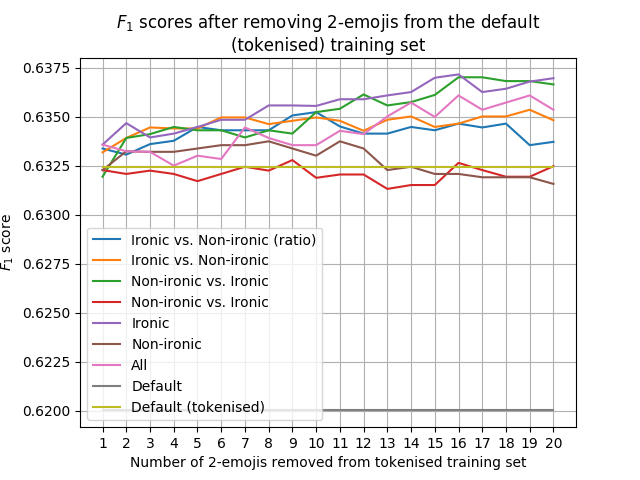 F1 scores after removing 2-emojis from the default
(tokenised) training set
F1 score
0.6375
0.6350
0.6325
0.6300
0.6275
0.6250
0.6225
0.6200
Ironic vs. Non-ironic (ratio)
Ironic vs. Non-ironic
Non-ironic vs. Ironic
Non-ironic vs. Ironic
Ironic
Non-ironic
All
Default
Default (tokenised)
1 2 3 4 5 6 7 8 9 10 11 12 13 14 15 16 17 18 19 20
Number of 2-emojis removed from tokenised training set